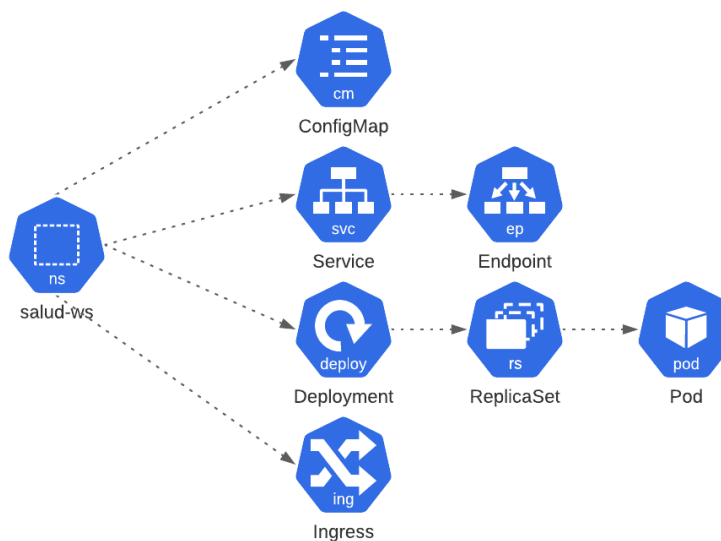 cm
ConfigMap
svc
ep
Service
Endpoint
ns
salud-ws
deploy
rs
pod
Deployment
ReplicaSet
Pod
ing
Ingress